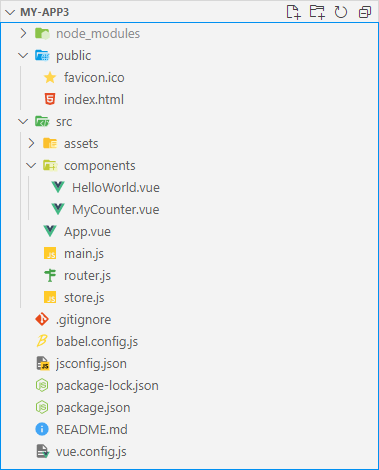 MY-APP3
node_modules
public
favicon.ico
index.html
src
assets
components
HelloWorld.vue
MyCounter.vue
App.vue
main.js
router.js
store.js
.gitignore
babel.config.js
jsconfig.json
package-lock.json
package.json
README.md
vue.config.js